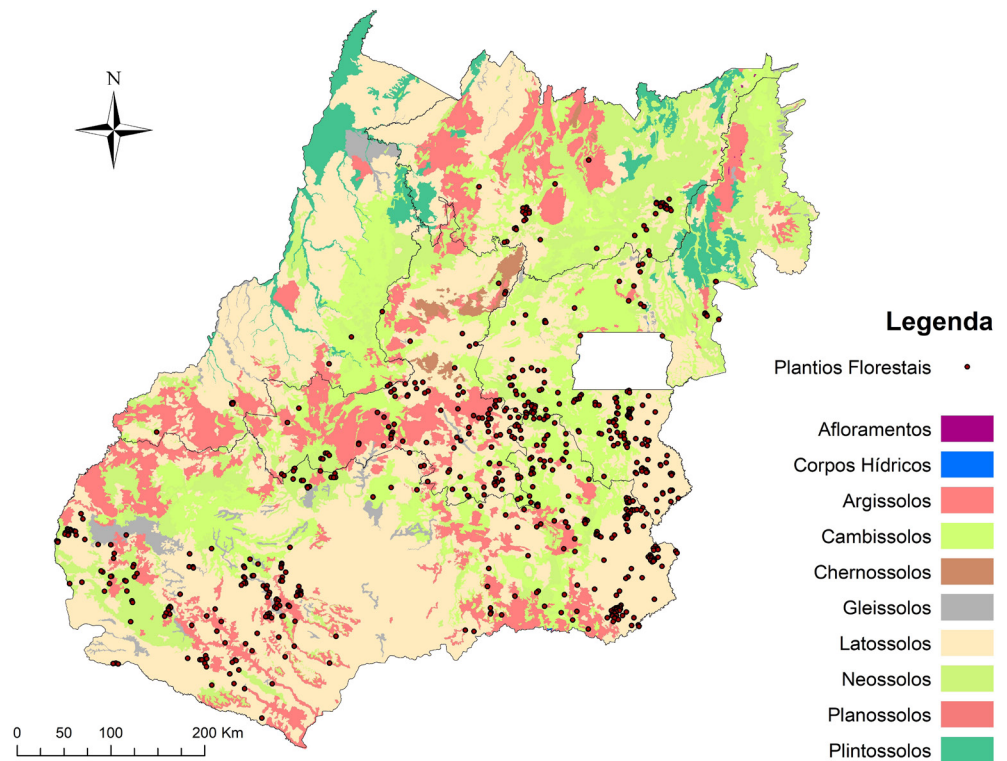 N
Legenda
Plantios Florestais
Afloramentos
Corpos Hídricos
Argissolos
Cambissolos
Chernossolos
Gleissolos
Latossolos
Neossolos
Planossolos
Plintossolos
0 50 100 200 Km